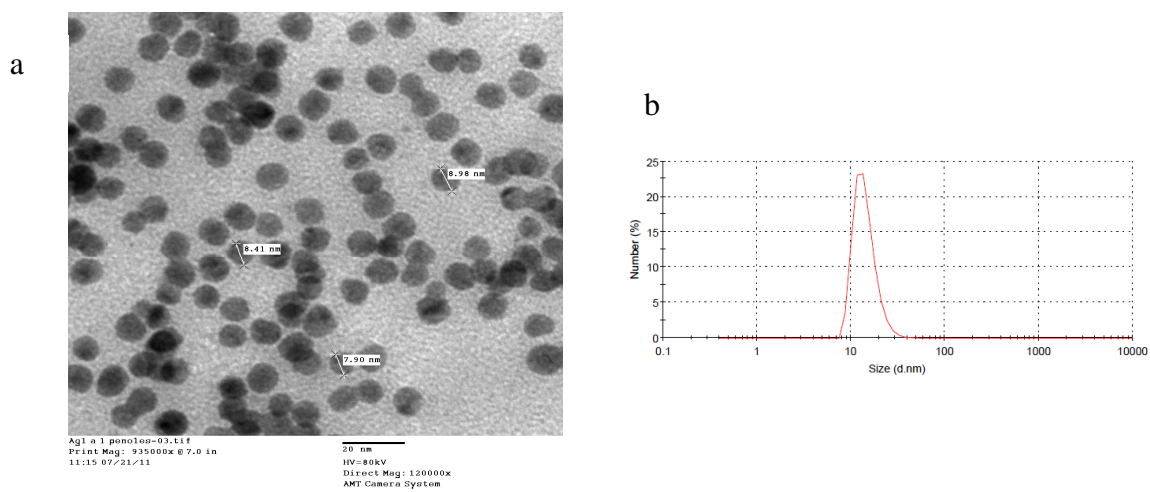 a
8.98 nm
8.41 nm
7.90 nm
Ag1 a 1 penoles-03.tif
Print Mag: 935000x @ 7.0 in
11:15 07/21/11
20 nm
HV=80kV
Direct Mag: 120000x
AMT Camera System
b
25
20
15
10
5
0
Number (%)
0.1 1 10 100 1000 10000
Size (d.nm)